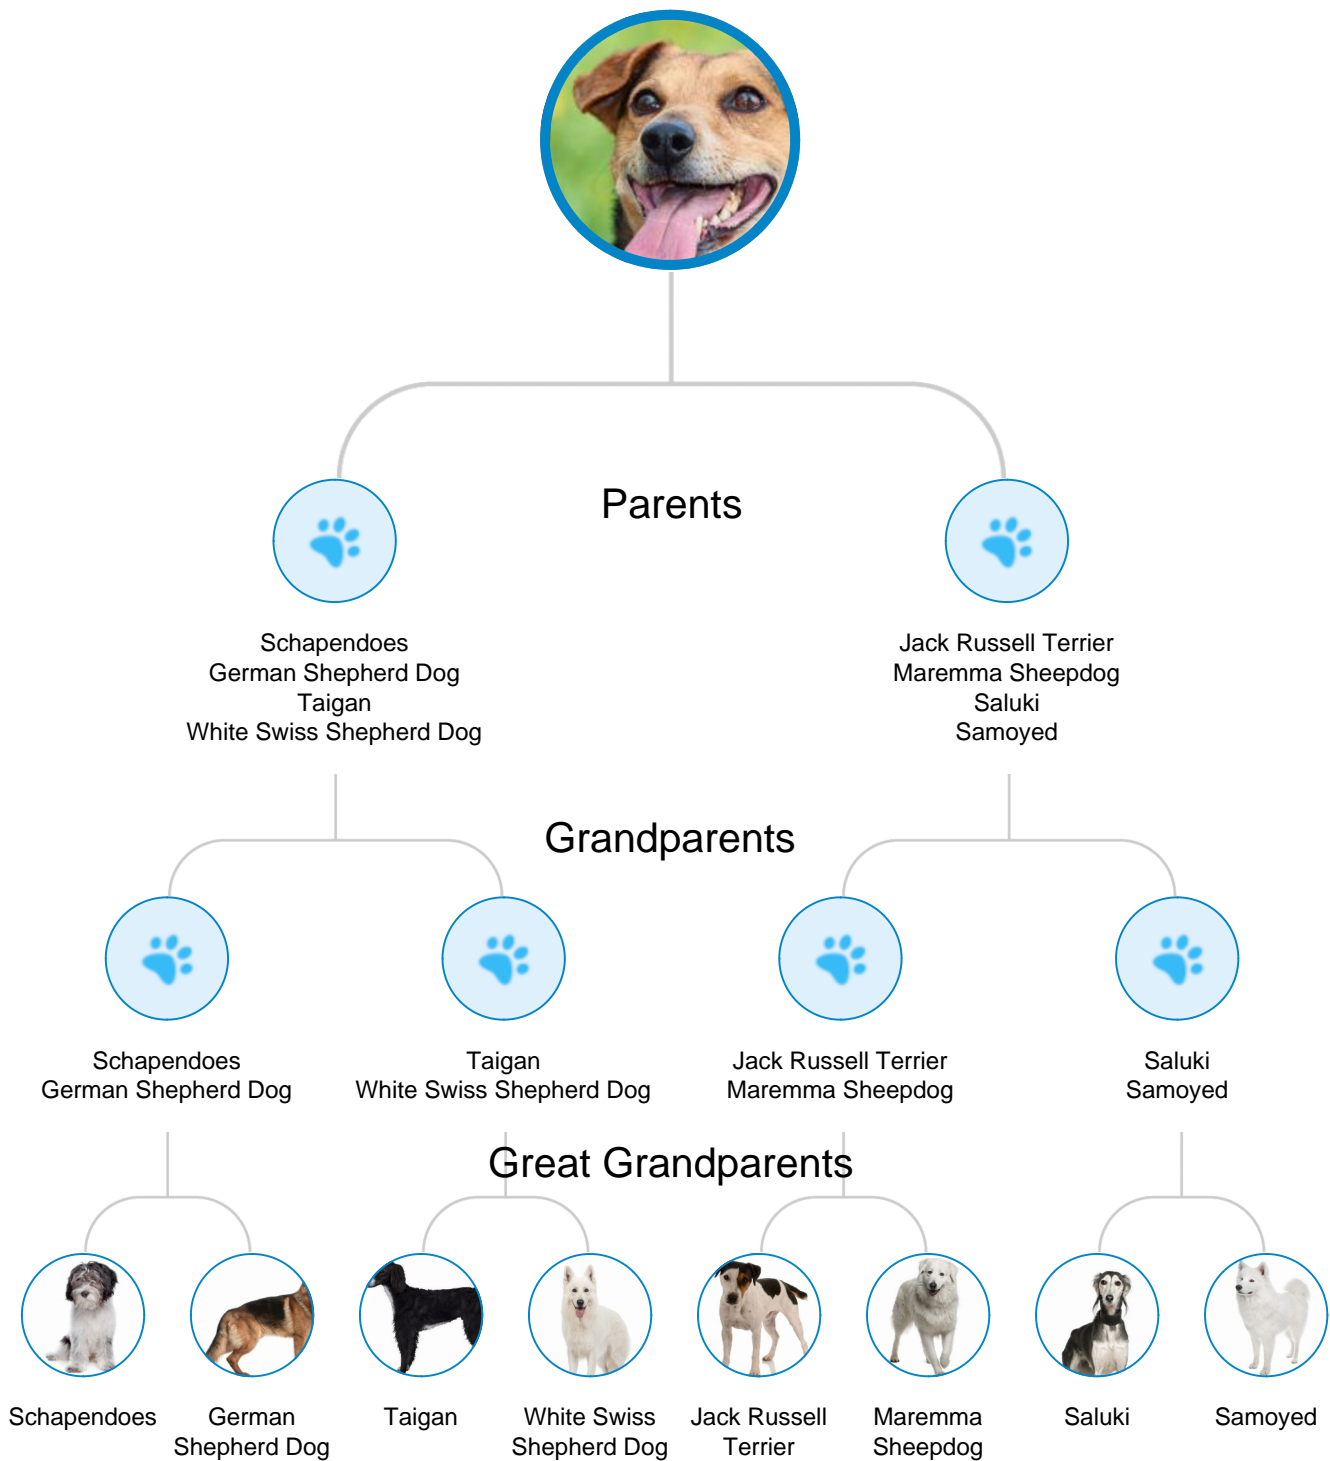 Parents
Schapendoes
German Shepherd Dog
Taigan
White Swiss Shepherd Dog
Jack Russell Terrier
Maremma Sheepdog
Saluki
Samoyed
Grandparents
Schapendoes
German Shepherd Dog
Taigan
White Swiss Shepherd Dog
Jack Russell Terrier
Maremma Sheepdog
Saluki
Samoyed
Great Grandparents
Schapendoes
German
Shepherd Dog
Taigan
White Swiss
Shepherd Dog
Jack Russell
Terrier
Maremma
Sheepdog
Saluki
Samoyed